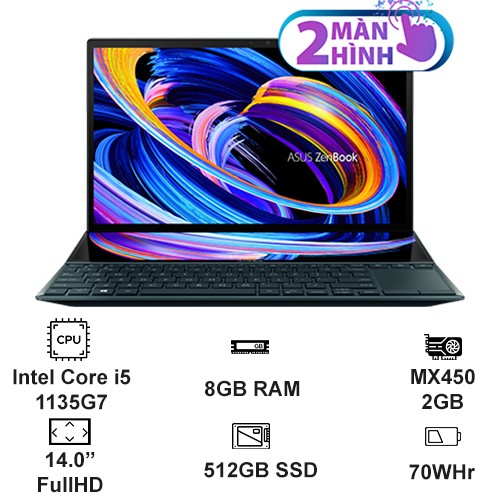 2 MÀN
HÌNH
ASUS ZenBook
CPU
GB
Intel Core i5
1135G7
8GB RAM
MX450
2GB
14.0”
FullHD
512GB SSD
70WHr